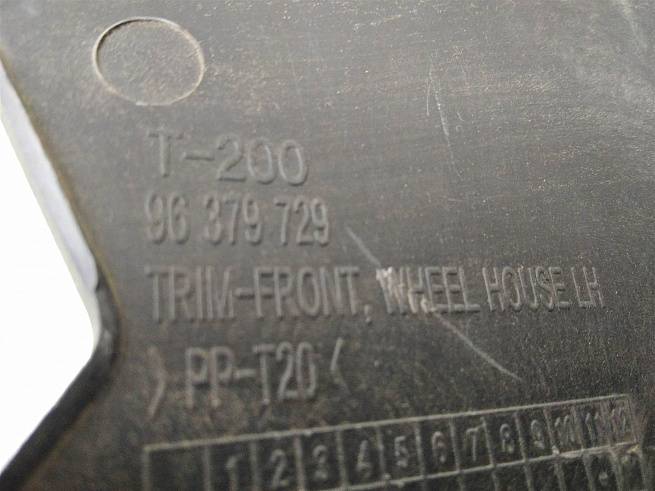 T-200
96 379 729
TRIM-FRONT, WHEEL HOUSE LH
>PP-T20<
1 2 3 4 5 6 7 8 9 10 11 12